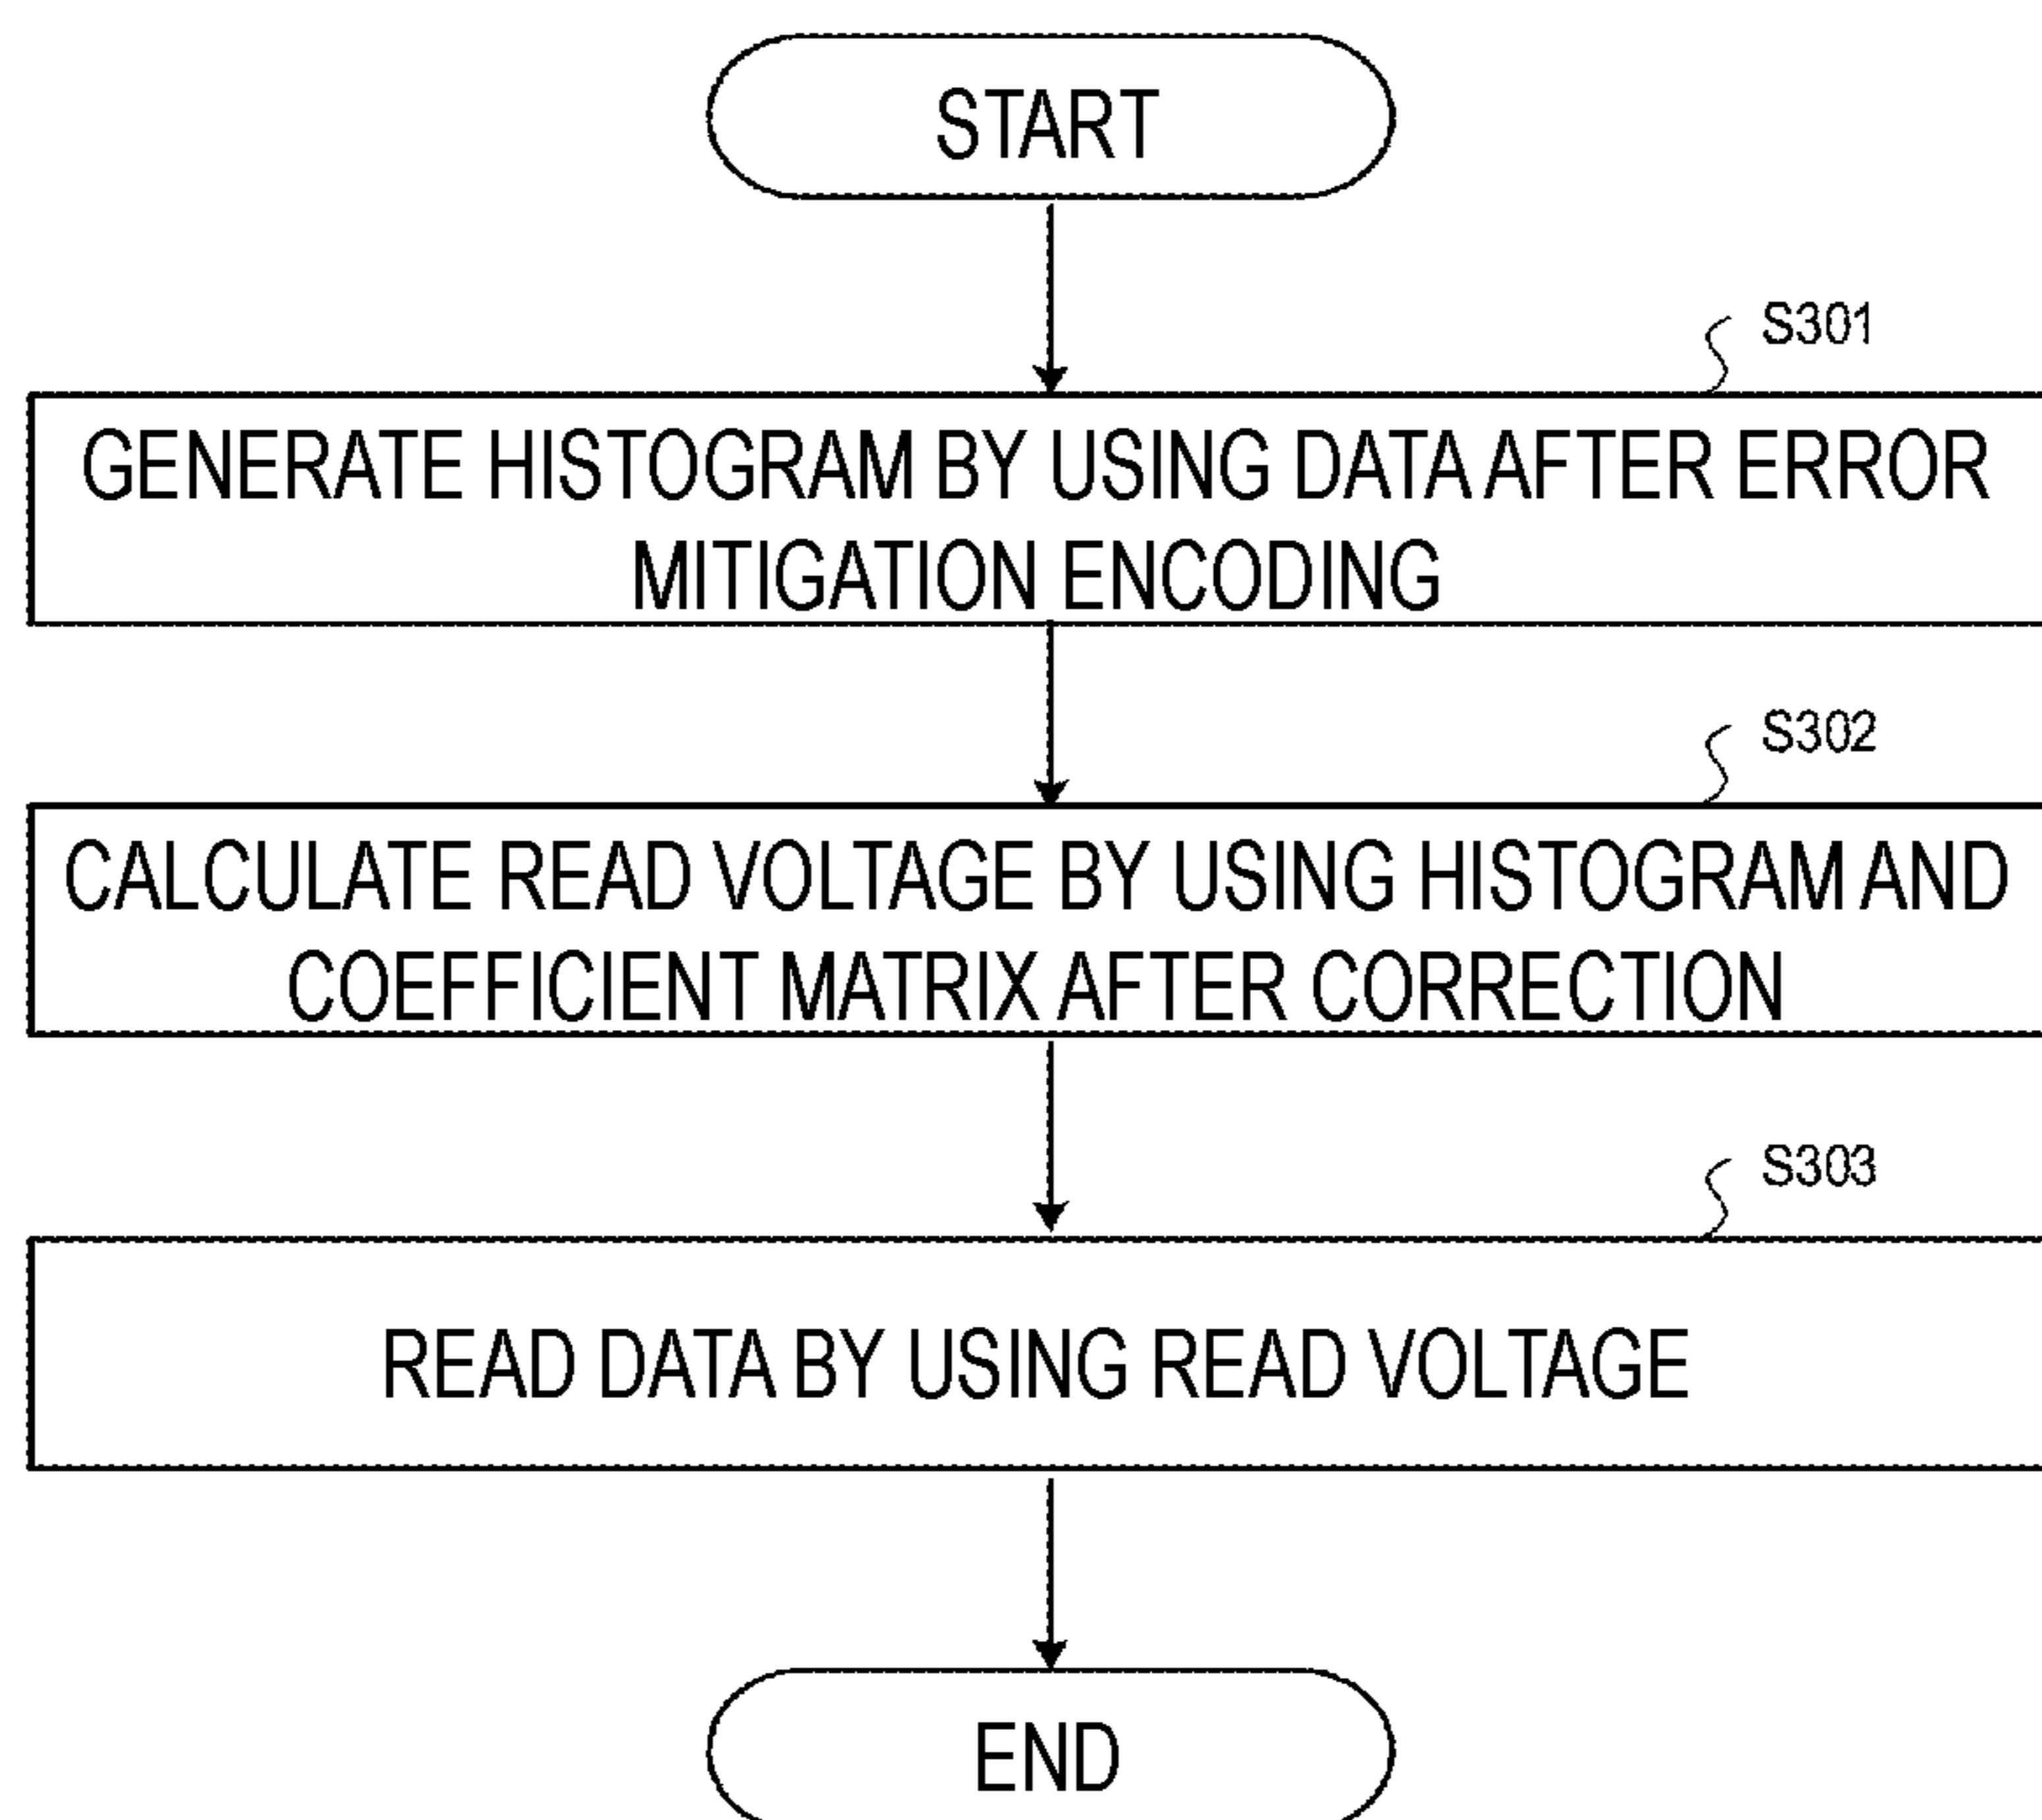 START
S301
GENERATE HISTOGRAM BY USING DATA AFTER ERROR
MITIGATION ENCODING
S302
CALCULATE READ VOLTAGE BY USING HISTOGRAM AND
COEFFICIENT MATRIX AFTER CORRECTION
S303
READ DATA BY USING READ VOLTAGE
END